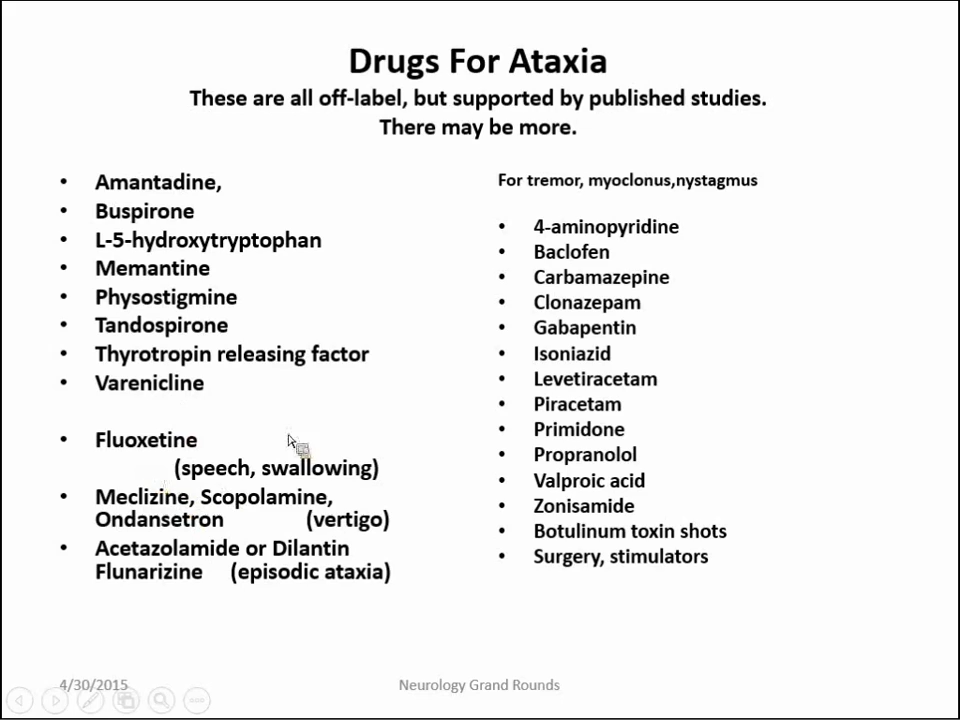 Drugs For Ataxia
These are all off-label, but supported by published studies.
There may be more.
• Amantadine,
• Buspirone
• L-5-hydroxytryptophan
• Memantine
• Physostigmine
• Tandospirone
• Thyrotropin releasing factor
• Varenicline
• Fluoxetine
(speech, swallowing)
• Meclizine, Scopolamine,
Ondansetron (vertigo)
• Acetazolamide or Dilantin
Flunarizine (episodic ataxia)
For tremor, myoclonus,nystagmus
• 4-aminopyridine
• Baclofen
• Carbamazepine
• Clonazepam
• Gabapentin
• Isoniazid
• Levetiracetam
• Piracetam
• Primidone
• Propranolol
• Valproic acid
• Zonisamide
• Botulinum toxin shots
• Surgery, stimulators
4/30/2015
Neurology Grand Rounds